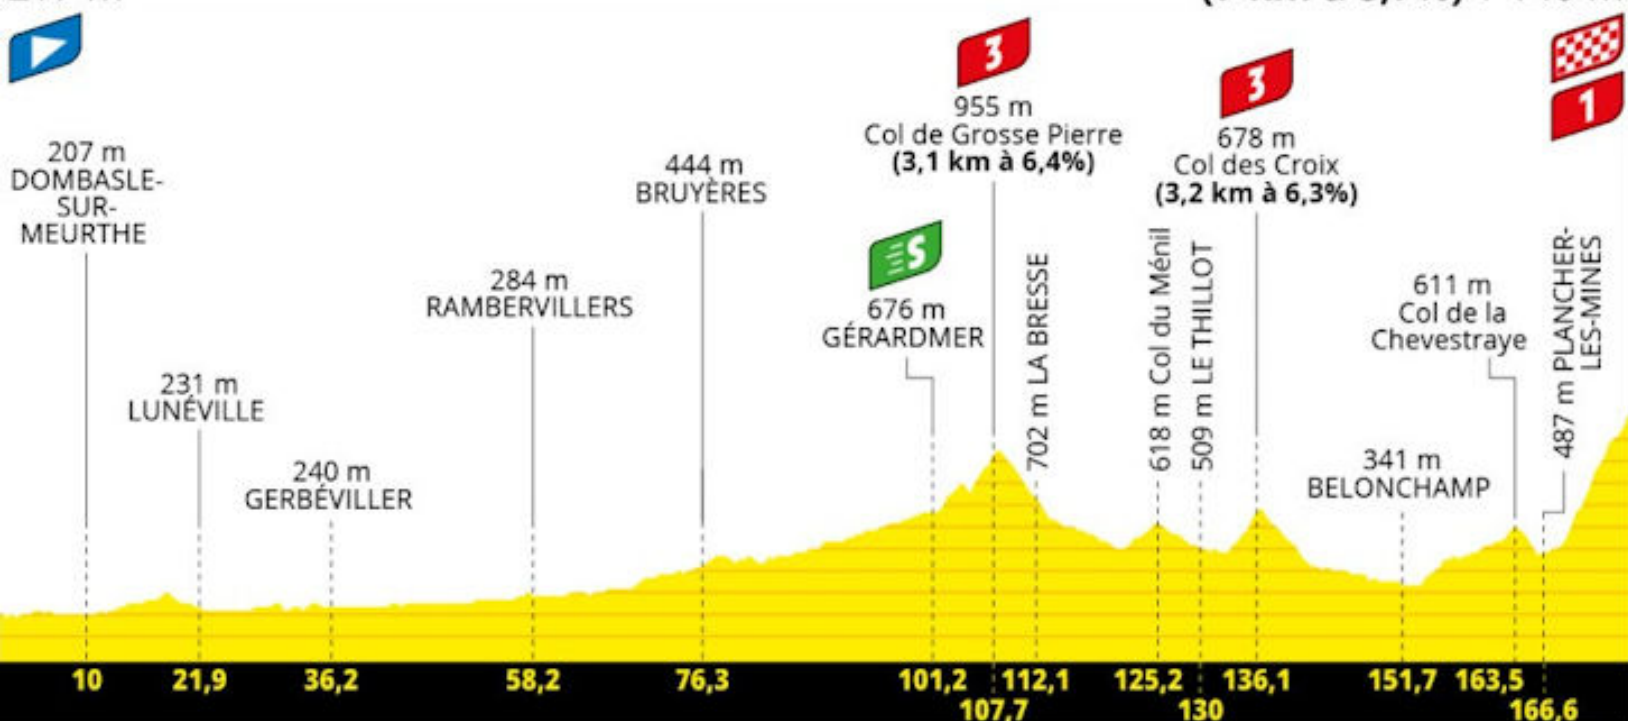 3
1
3
207 m
DOMBASLE-
SUR-
MEURTHE
231 m
LUNÉVILLE
240 m
GERBÉVILLER
284 m
RAMBERVILLERS
444 m
BRUYÈRES
S
676 m
GÉRARDMER
955 m
Col de Grosse Pierre
(3,1 km à 6,4%)
702 m LA BRESSE
618 m Col du Ménil
509 m LE THILLOT
678 m
Col des Croix
(3,2 km à 6,3%)
341 m
BELONCHAMP
611 m
Col de la
Chevestraye
487 m PLANCHER-
LES-MINES
10 21,9 36,2 58,2 76,3 101,2 112,1 125,2 136,1 151,7 163,5
107,7 130 166,6